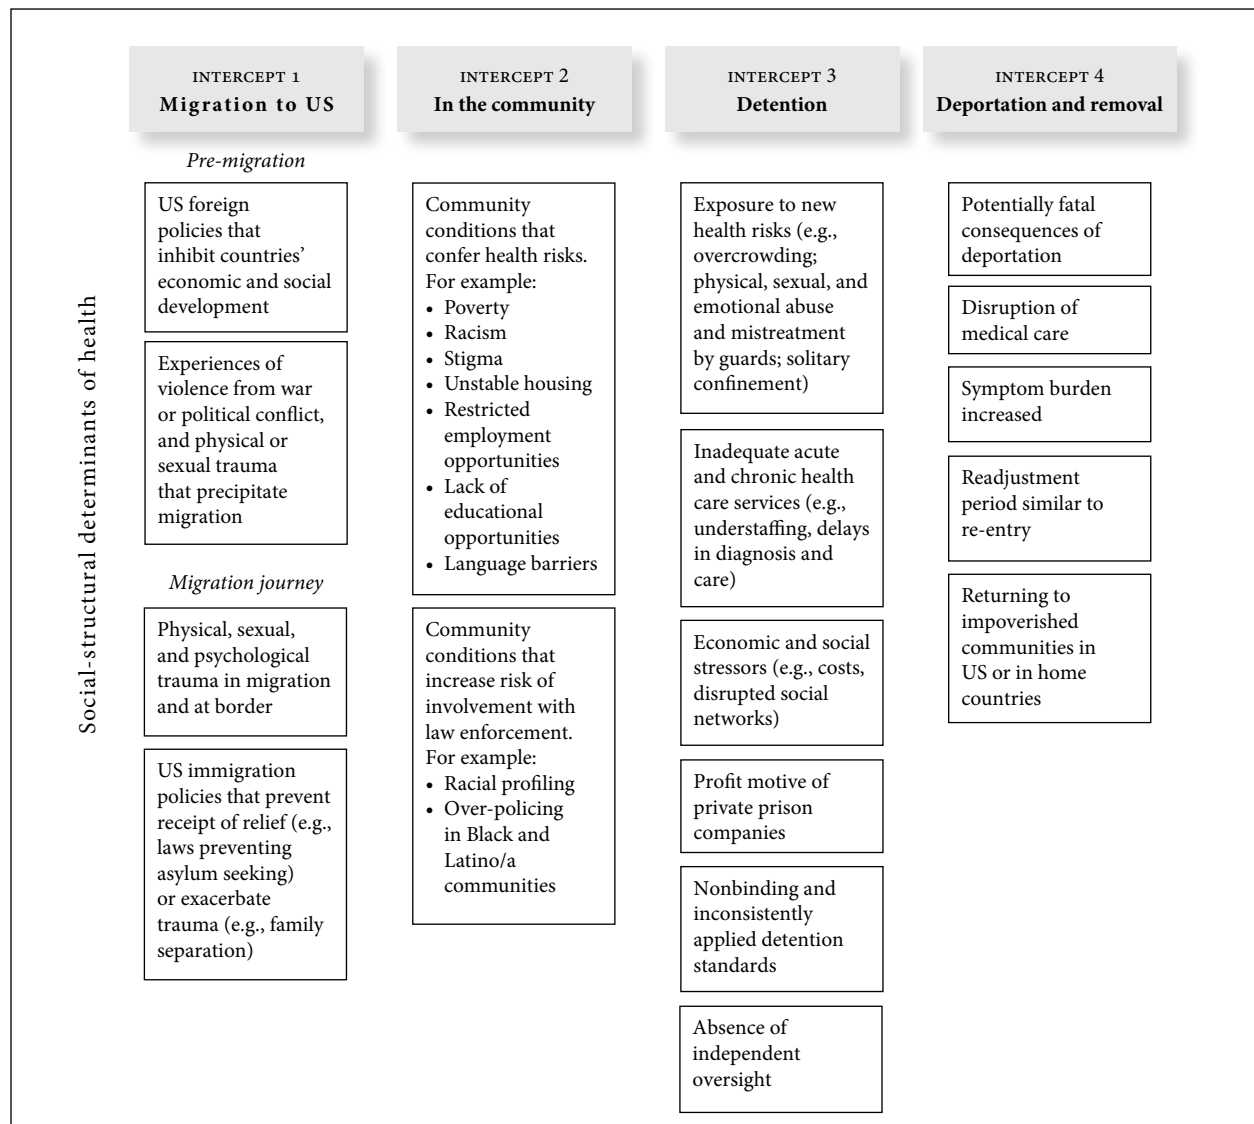 INTERCEPT 1
Migration to US
INTERCEPT 2
In the community
INTERCEPT 3
Detention
INTERCEPT 4
Deportation and removal
Social-structural determinants of health
Pre-migration
US foreign
policies that
inhibit countries’
economic and social
development
Experiences of
violence from war
or political conflict,
and physical or
sexual trauma
that precipitate
migration
Migration journey
Physical, sexual,
and psychological
trauma in migration
and at border
US immigration
policies that prevent
receipt of relief (e.g.,
laws preventing
asylum seeking)
or exacerbate
trauma (e.g., family
separation)
Community
conditions that
confer health risks.
For example:
• Poverty
• Racism
• Stigma
• Unstable housing
• Restricted
employment
opportunities
• Lack of
educational
opportunities
• Language barriers
Community
conditions that
increase risk of
involvement with
law enforcement.
For example:
• Racial profiling
• Over-policing
in Black and
Latino/a
communities
Exposure to new
health risks (e.g.,
overcrowding;
physical, sexual, and
emotional abuse
and mistreatment
by guards; solitary
confinement)
Inadequate acute
and chronic health
care services (e.g.,
understaffing, delays
in diagnosis and
care)
Economic and social
stressors (e.g., costs,
disrupted social
networks)
Profit motive of
private prison
companies
Nonbinding and
inconsistently
applied detention
standards
Absence of
independent
oversight
Potentially fatal
consequences of
deportation
Disruption of
medical care
Symptom burden
increased
Readjustment
period similar to
re-entry
Returning to
impoverished
communities in
US or in home
countries